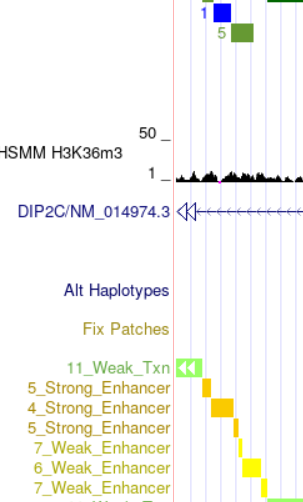 1
5
50 _
HSMM H3K36m3
1 _
DIP2C/NM_014974.3
Alt Haplotypes
Fix Patches
11_Weak_Txn
5_Strong_Enhancer
4_Strong_Enhancer
5_Strong_Enhancer
7_Weak_Enhancer
6_Weak_Enhancer
7_Weak_Enhancer